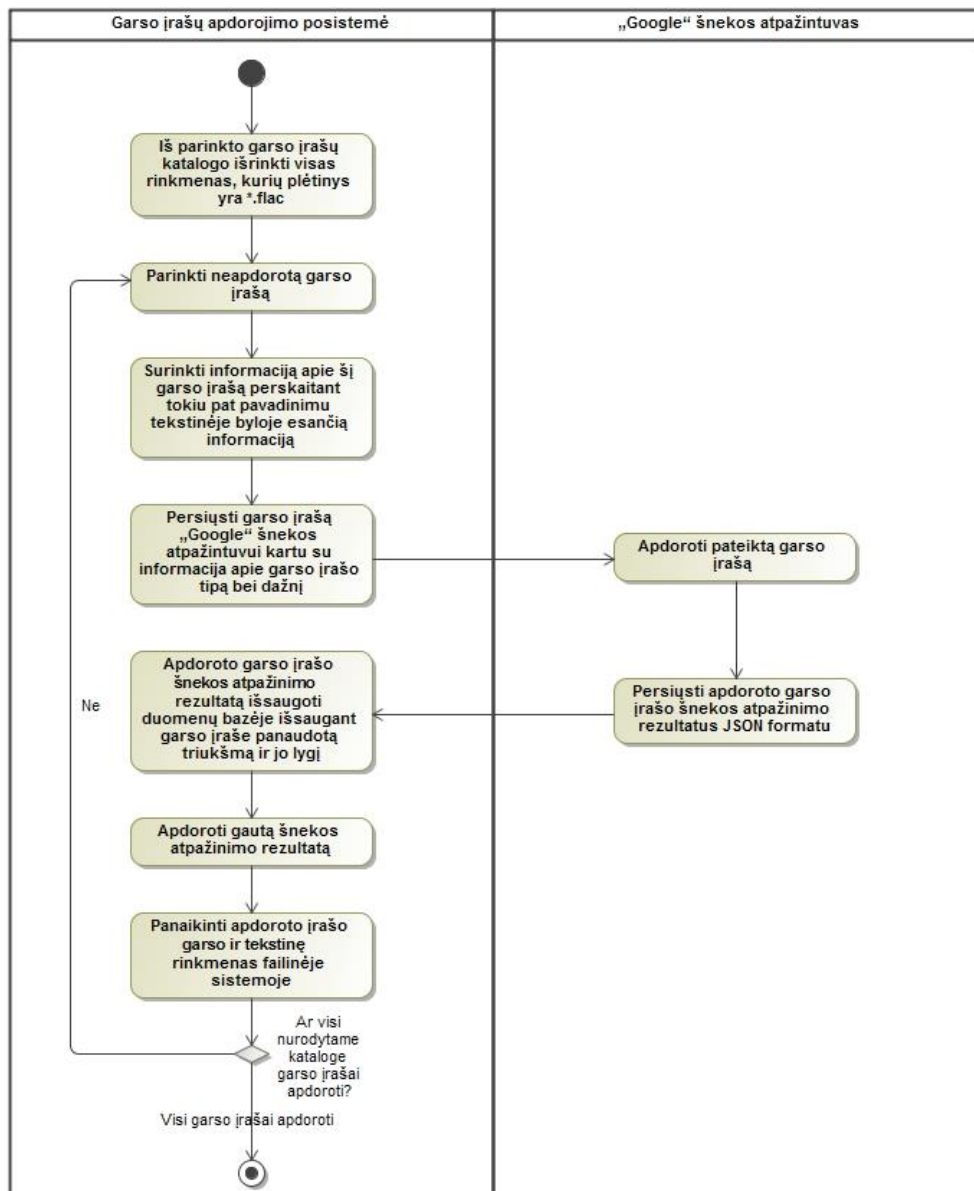 Garso įrašų apdorojimo posistemė
„Google“ šnekos atpažintuvas
Iš parinkto garso įrašų
katalogo išrinkti visas
rinkmenas, kurių plėtinys
yra *.flac
Parinkti neapdorotą garso
įrašą
Surinkti informaciją apie šį
garso įrašą perskaitant
tokiu pat pavadinimu
tekstinėje byloje esančią
informaciją
Persiųsti garso įrašą
„Google“ šnekos
atpažintuvui kartu su
informacija apie garso įrašo
tipą bei dažnį
Apdoroti pateiktą garso
įrašą
Persiųsti apdoroto garso
įrašo šnekos atpažinimo
rezultatus JSON formatu
Apdoroto garso įrašo
šnekos atpažinimo
rezultatą išsaugoti
duomenų bazėje išsaugant
garso įraše panaudotą
triukšmą ir jo lygį
Ne
Apdoroti gautą šnekos
atpažinimo rezultatą
Panaikinti apdoroto įrašo
garso ir tekstinę
rinkmenas failinėje
sistemoje
Ar visi
nurodytame
kataloge
garso įrašai
apdoroti?
Visi garso įrašai apdoroti